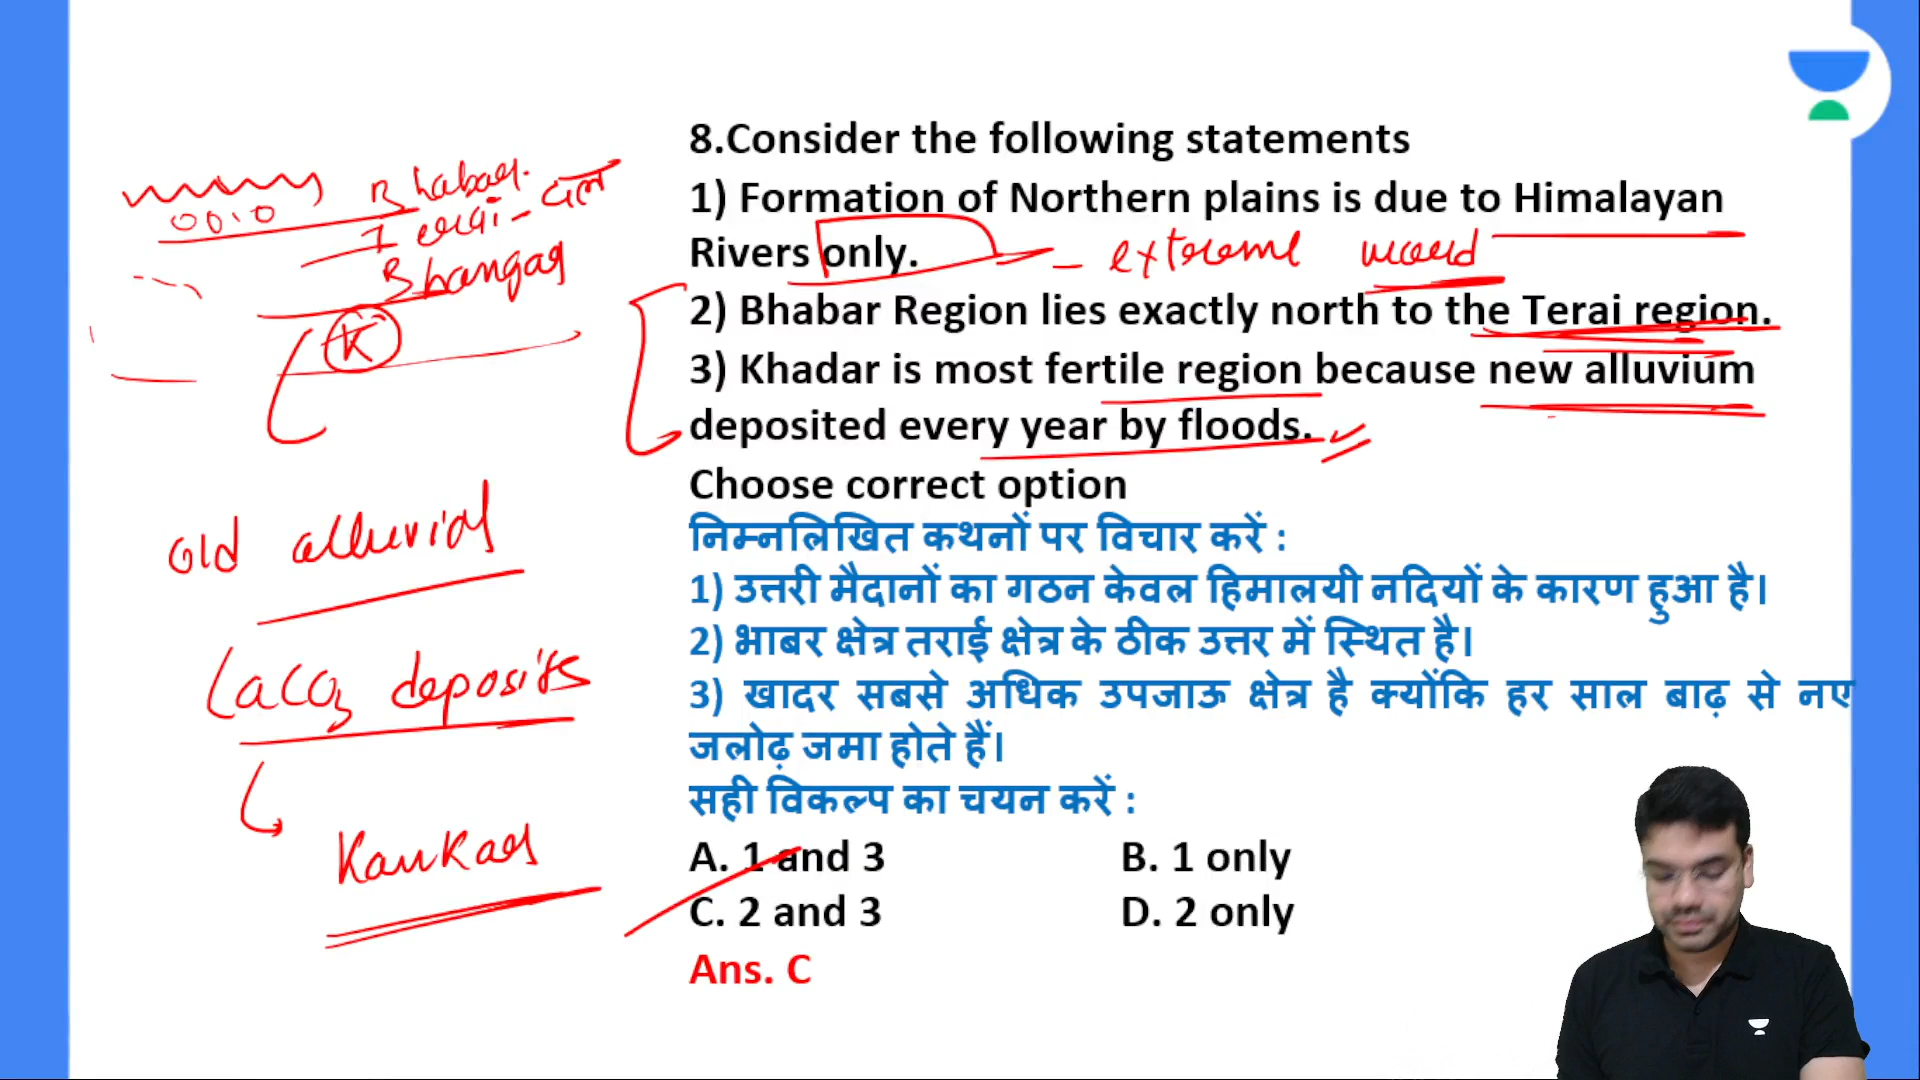 8.Consider the following statements
1) Formation of Northern plains is due to Himalayan
Rivers only.
- extreme word
2) Bhabar Region lies exactly north to the Terai region.
3) Khadar is most fertile region because new alluvium
deposited every year by floods.
Choose correct option
निम्नलिखित कथनों पर विचार करें :
1) उत्तरी मैदानों का गठन केवल हिमालयी नदियों के कारण हुआ है।
2) भाबर क्षेत्र तराई क्षेत्र के ठीक उत्तर में स्थित है।
3) खादर सबसे अधिक उपजाऊ क्षेत्र है क्योंकि हर साल बाढ़ से नए
जलोढ़ जमा होते हैं।
सही विकल्प का चयन करें :
A. 1 and 3 B. 1 only
C. 2 and 3 D. 2 only
Ans. C
Bhabar
Terai -
Bhangar
K
old alluvial
CaCO3 deposits
Kankar